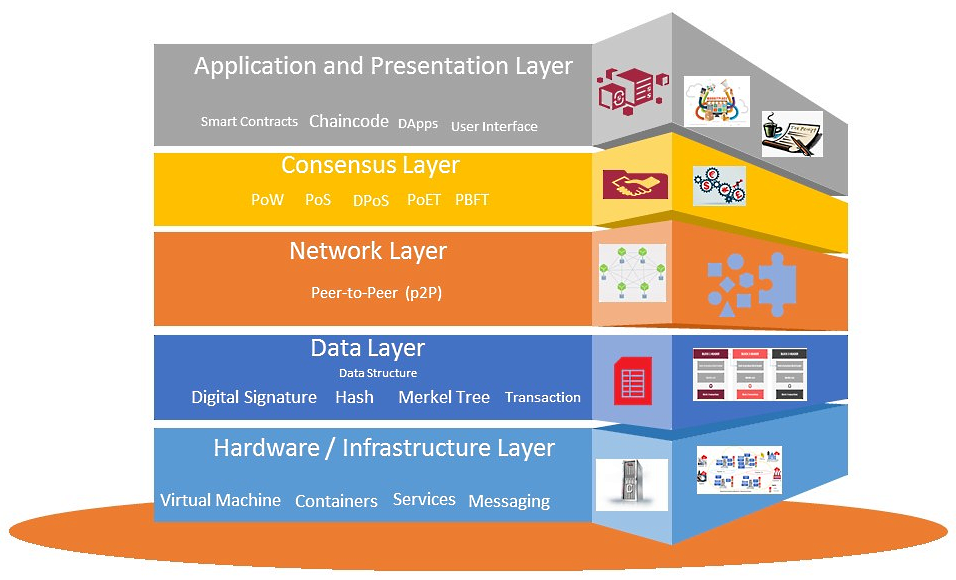 Application and Presentation Layer
Smart Contracts Chaincode DApps User Interface
Consensus Layer
PoW PoS DPoS PoET PBFT
Network Layer
Peer-to-Peer (p2P)
Data Layer
Data Structure
Digital Signature Hash Merkel Tree Transaction
Hardware / Infrastructure Layer
Virtual Machine Containers Services Messaging